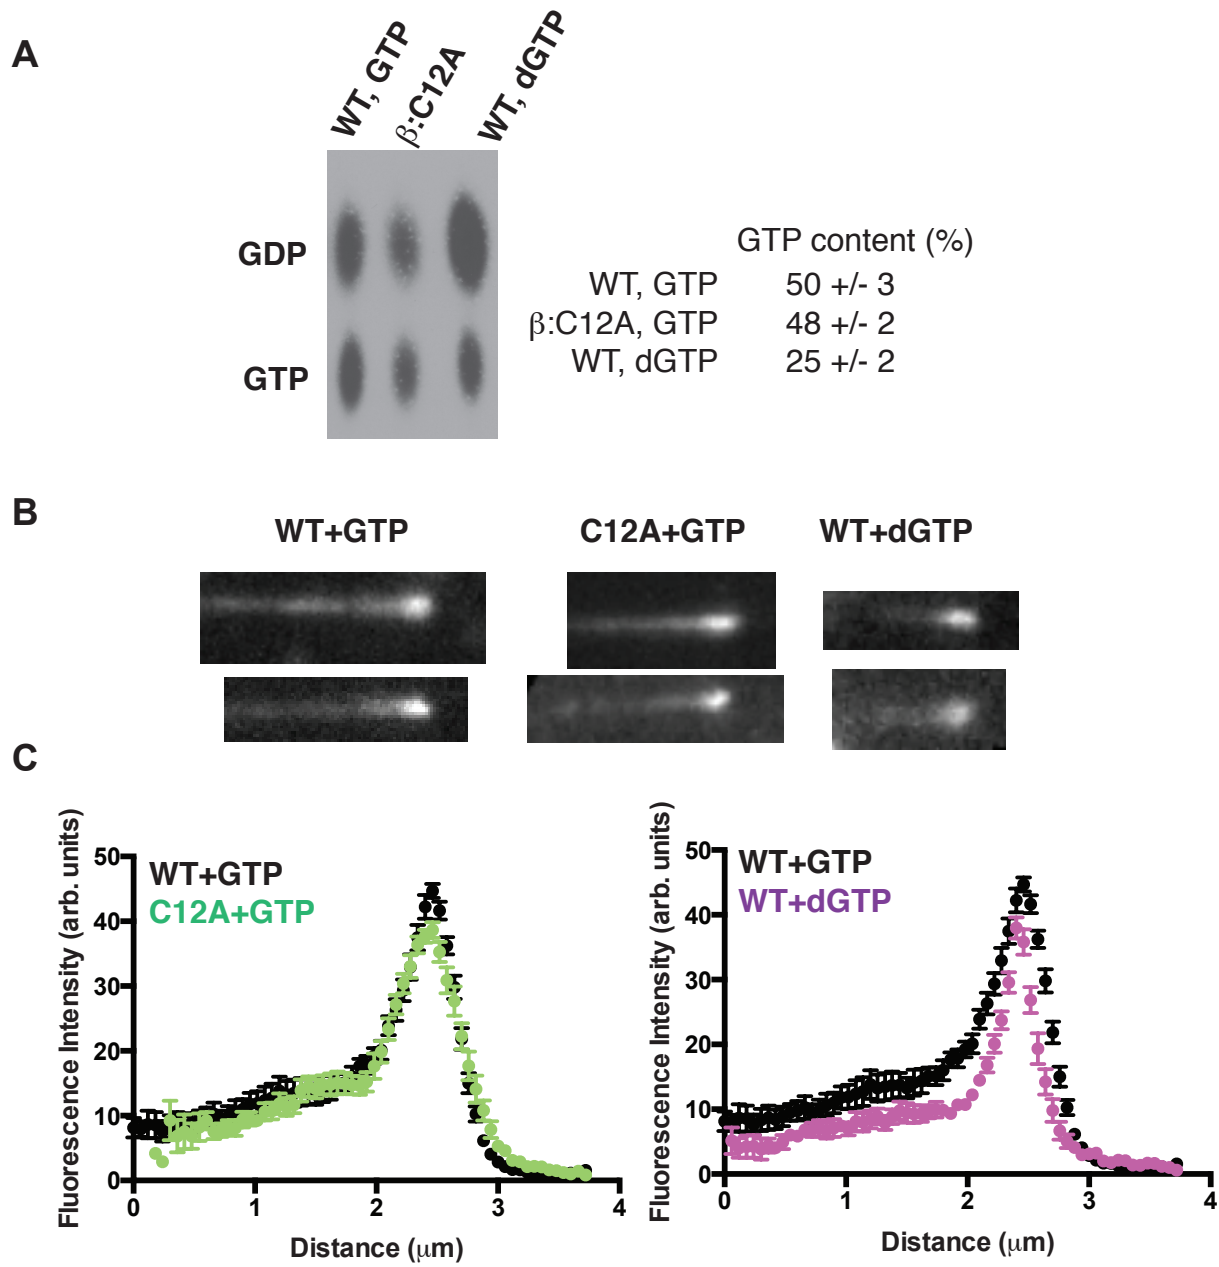 A
WT, GTP
β:C12A
WT, dGTP
GDP
GTP
GTP content (%)
WT, GTP 50 +/- 3
β:C12A, GTP 48 +/- 2
WT, dGTP 25 +/- 2
B
WT+GTP
C12A+GTP
WT+dGTP
C
Fluorescence Intensity (arb. units)
50
40
30
20
10
0
WT+GTP
C12A+GTP
0 1 2 3 4
Distance (μm)
Fluorescence Intensity (arb. units)
50
40
30
20
10
0
WT+GTP
WT+dGTP
0 1 2 3 4
Distance (μm)